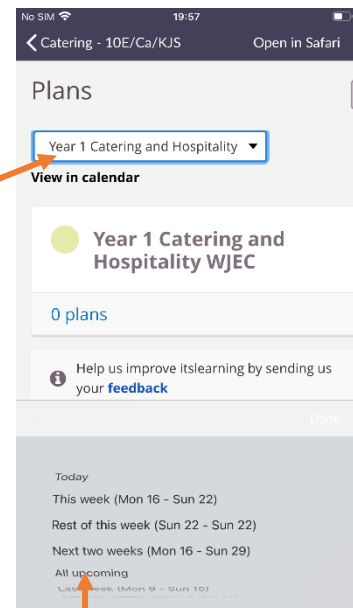 No SIM 19:57
Catering - 10E/Ca/KJS Open in Safari
Plans
Year 1 Catering and Hospitality
View in calendar
Year 1 Catering and
Hospitality WJEC
0 plans
Help us improve itslearning by sending us
your feedback
Done
Today
This week (Mon 16 - Sun 22)
Rest of this week (Sun 22 - Sun 22)
Next two weeks (Mon 16 - Sun 29)
All upcoming
Last week (Mon 9 - Sun 15)